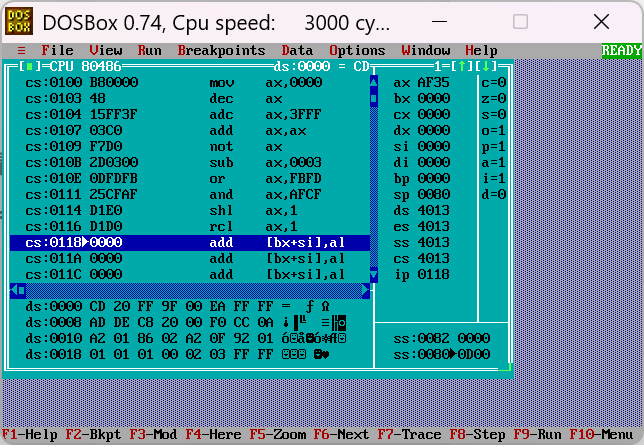 DOSBox 0.74, Cpu speed: 3000 cy...
≡ File View Run Breakpoints Data Options Window Help READY
[■]=CPU 80486 ds:0000 = CD 1=[↑][↓]
cs:0100 B80000 mov ax,0000 ax AF35 c=0
cs:0103 48 dec ax bx 0000 z=0
cs:0104 15FF3F adc ax,3FFF cx 0000 s=0
cs:0107 03C0 add ax,ax dx 0000 o=1
cs:0109 F7D0 not ax si 0000 p=1
cs:010B 2D0300 sub ax,0003 di 0000 a=1
cs:010E 0DFDFB or ax,FBFD bp 0000 i=1
cs:0111 25CFAF and ax,AFCF sp 0080 d=0
cs:0114 D1E0 shl ax,1 ds 4013
cs:0116 D1D0 rcl ax,1 es 4013
cs:0118►0000 add [bx+si],al ss 4013
cs:011A 0000 add [bx+si],al cs 4013
cs:011C 0000 add [bx+si],al ip 0118
ds:0000 CD 20 FF 9F 00 EA FF FF = ƒ Ω
ds:0008 AD DE C8 20 00 F0 CC 0A ¡▐╚ ≡╠◙
ds:0010 A2 01 86 02 A2 0F 92 01 ss:0082 0000
ds:0018 01 01 01 00 02 03 FF FF ☺☺☺ ☻♥ ss:0080►0D00
F1-Help F2-Bkpt F3-Mod F4-Here F5-Zoom F6-Next F7-Trace F8-Step F9-Run F10-Menu